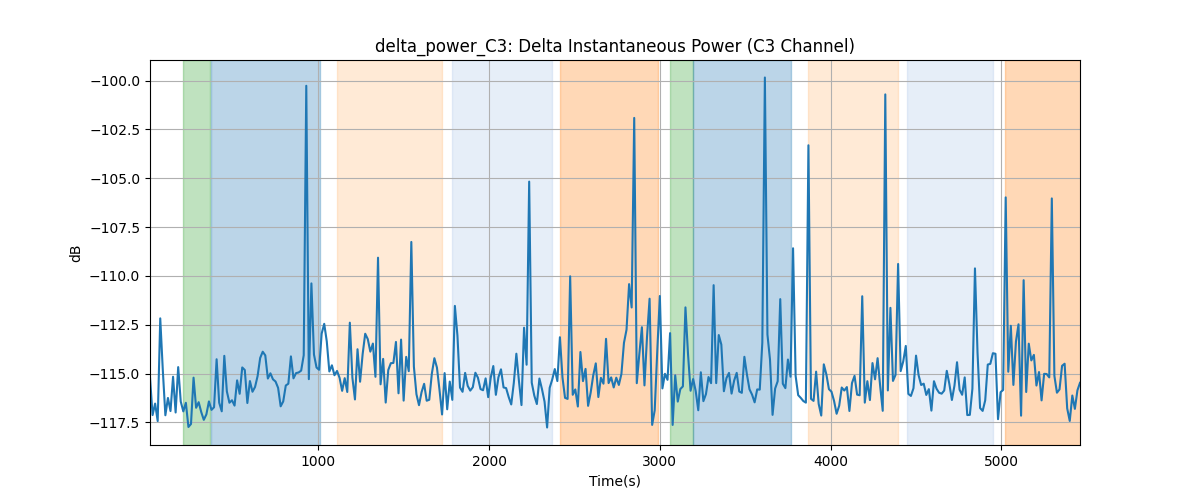 delta_power_C3: Delta Instantaneous Power (C3 Channel)
dB
−100.0
−102.5
−105.0
−107.5
−110.0
−112.5
−115.0
−117.5
1000 2000 3000 4000 5000
Time(s)